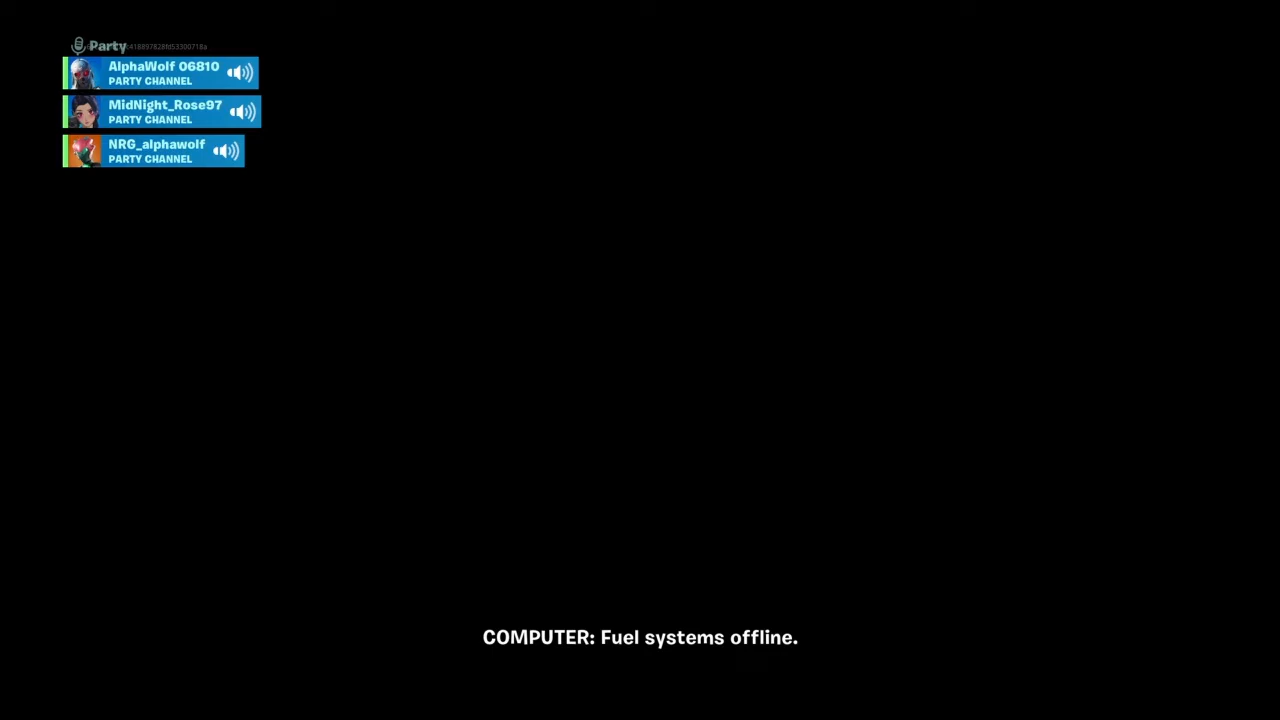 Party
AlphaWolf 06810
PARTY CHANNEL
MidNight_Rose97
PARTY CHANNEL
NRG_alphawolf
PARTY CHANNEL
COMPUTER: Fuel systems offline.